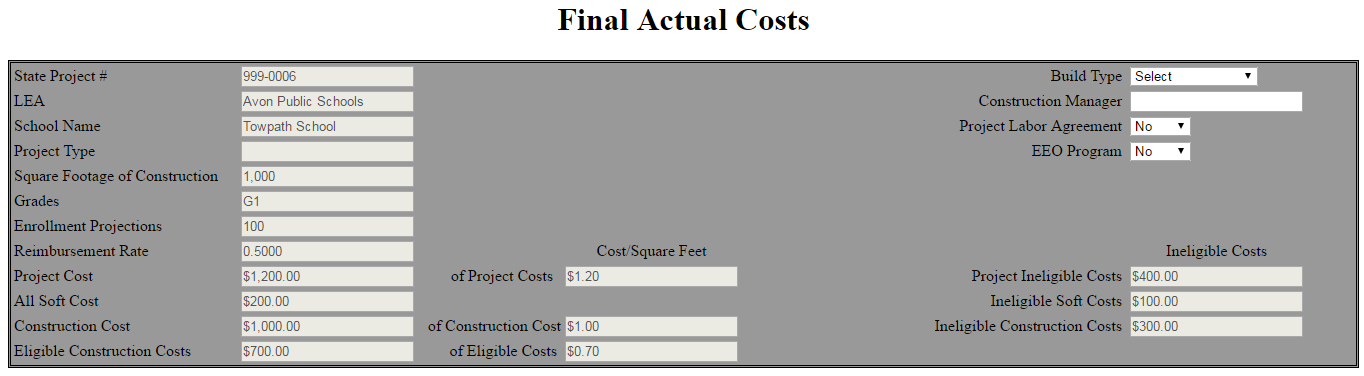 Final Actual Costs
State Project # 999-0006 Build Type Select
LEA Avon Public Schools Construction Manager
School Name Towpath School Project Labor Agreement No
Project Type EEO Program No
Square Footage of Construction 1,000
Grades G1
Enrollment Projections 100
Reimbursement Rate 0.5000 Cost/Square Feet Ineligible Costs
Project Cost $1,200.00 of Project Costs $1.20 Project Ineligible Costs $400.00
All Soft Cost $200.00 Ineligible Soft Costs $100.00
Construction Cost $1,000.00 of Construction Cost $1.00 Ineligible Construction Costs $300.00
Eligible Construction Costs $700.00 of Eligible Costs $0.70